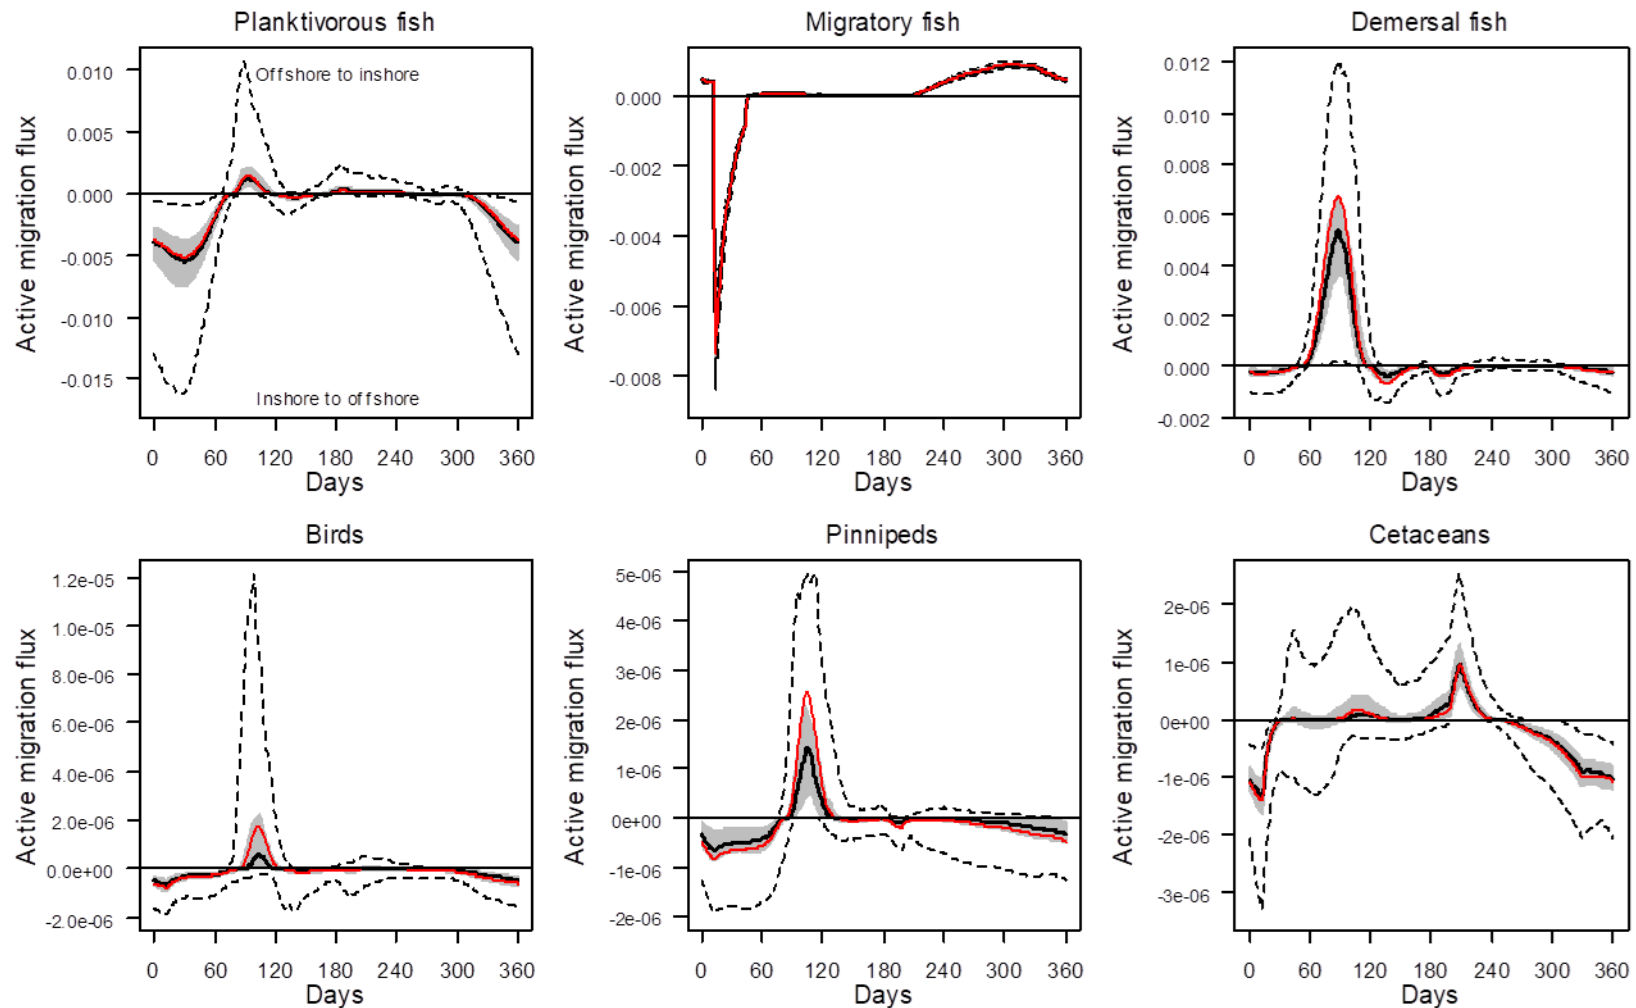 Planktivorous fish
Migratory fish
Demersal fish
Active migration flux
0.010
0.005
0.000
-0.005
-0.010
-0.015
Offshore to inshore
Inshore to offshore
0 60 120 180 240 300 360
Days
Active migration flux
0.000
-0.002
-0.004
-0.006
-0.008
0 60 120 180 240 300 360
Days
Active migration flux
0.012
0.010
0.008
0.006
0.004
0.002
0.000
-0.002
0 60 120 180 240 300 360
Days
Birds
Pinnipeds
Cetaceans
Active migration flux
1.2e-05
1.0e-05
8.0e-06
6.0e-06
4.0e-06
2.0e-06
0.0e+00
-2.0e-06
0 60 120 180 240 300 360
Days
Active migration flux
5e-06
4e-06
3e-06
2e-06
1e-06
0e+00
-1e-06
-2e-06
0 60 120 180 240 300 360
Days
Active migration flux
2e-06
1e-06
0e+00
-1e-06
-2e-06
-3e-06
0 60 120 180 240 300 360
Days